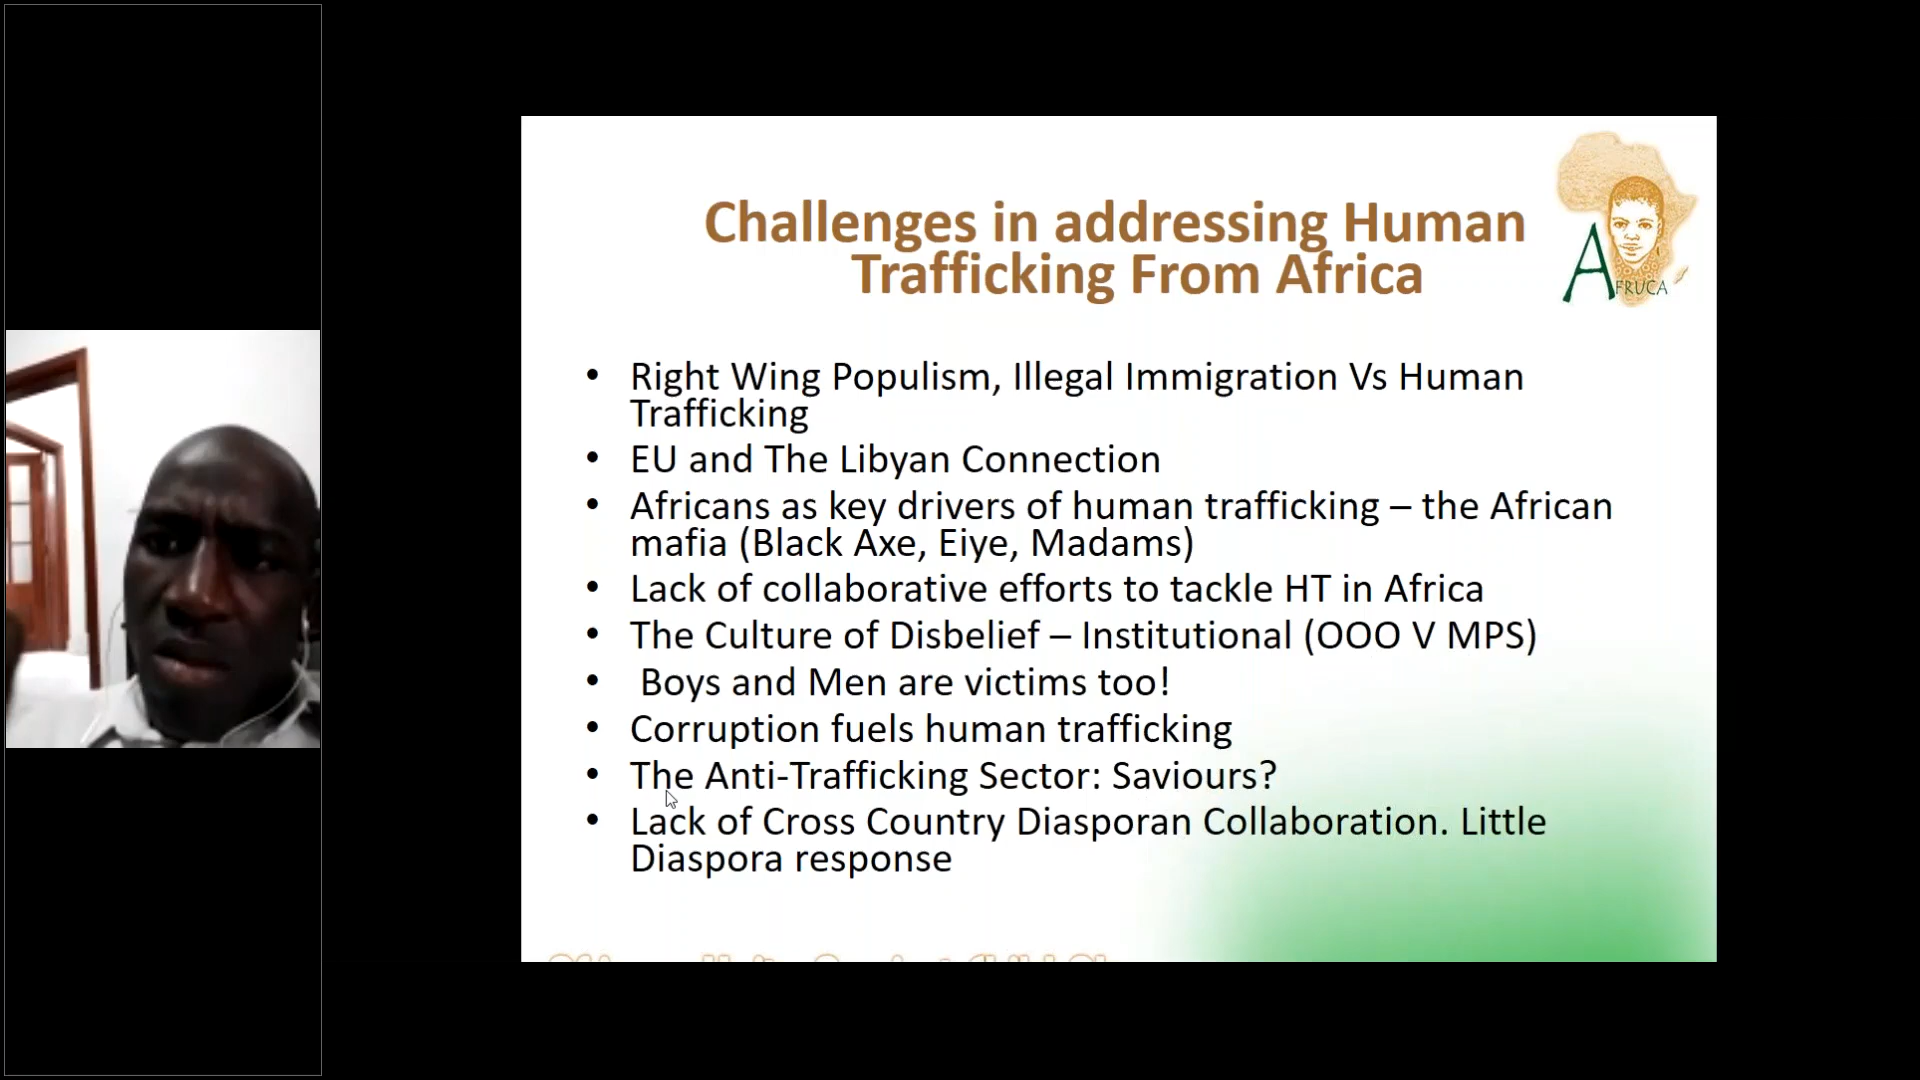 Challenges in addressing Human
Trafficking From Africa
AFRUCA
• Right Wing Populism, Illegal Immigration Vs Human
Trafficking
• EU and The Libyan Connection
• Africans as key drivers of human trafficking – the African
mafia (Black Axe, Eiye, Madams)
• Lack of collaborative efforts to tackle HT in Africa
• The Culture of Disbelief – Institutional (OOO V MPS)
• Boys and Men are victims too!
• Corruption fuels human trafficking
• The Anti-Trafficking Sector: Saviours?
• Lack of Cross Country Diasporan Collaboration. Little
Diaspora response